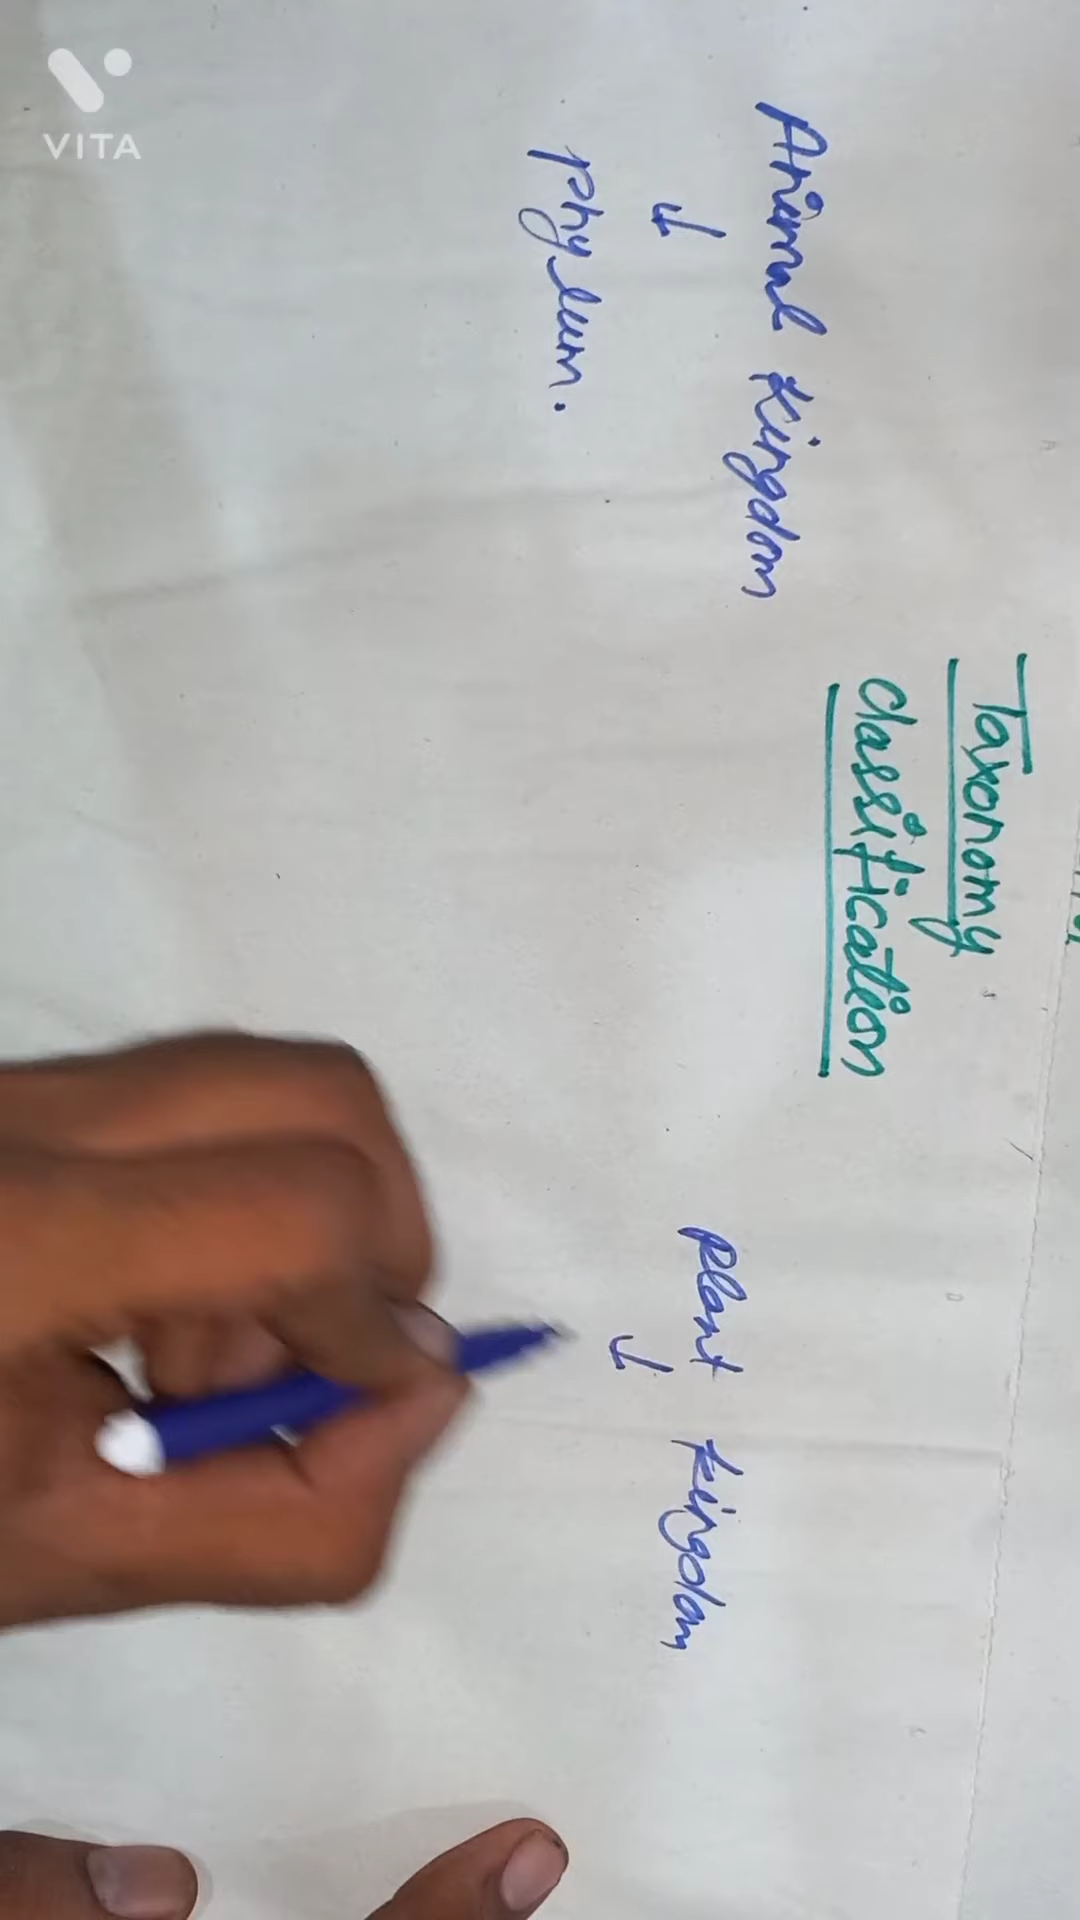 Taxonomy
classification
Animal Kingdom
↓
phylum.
plant kingdom
↓
VITA